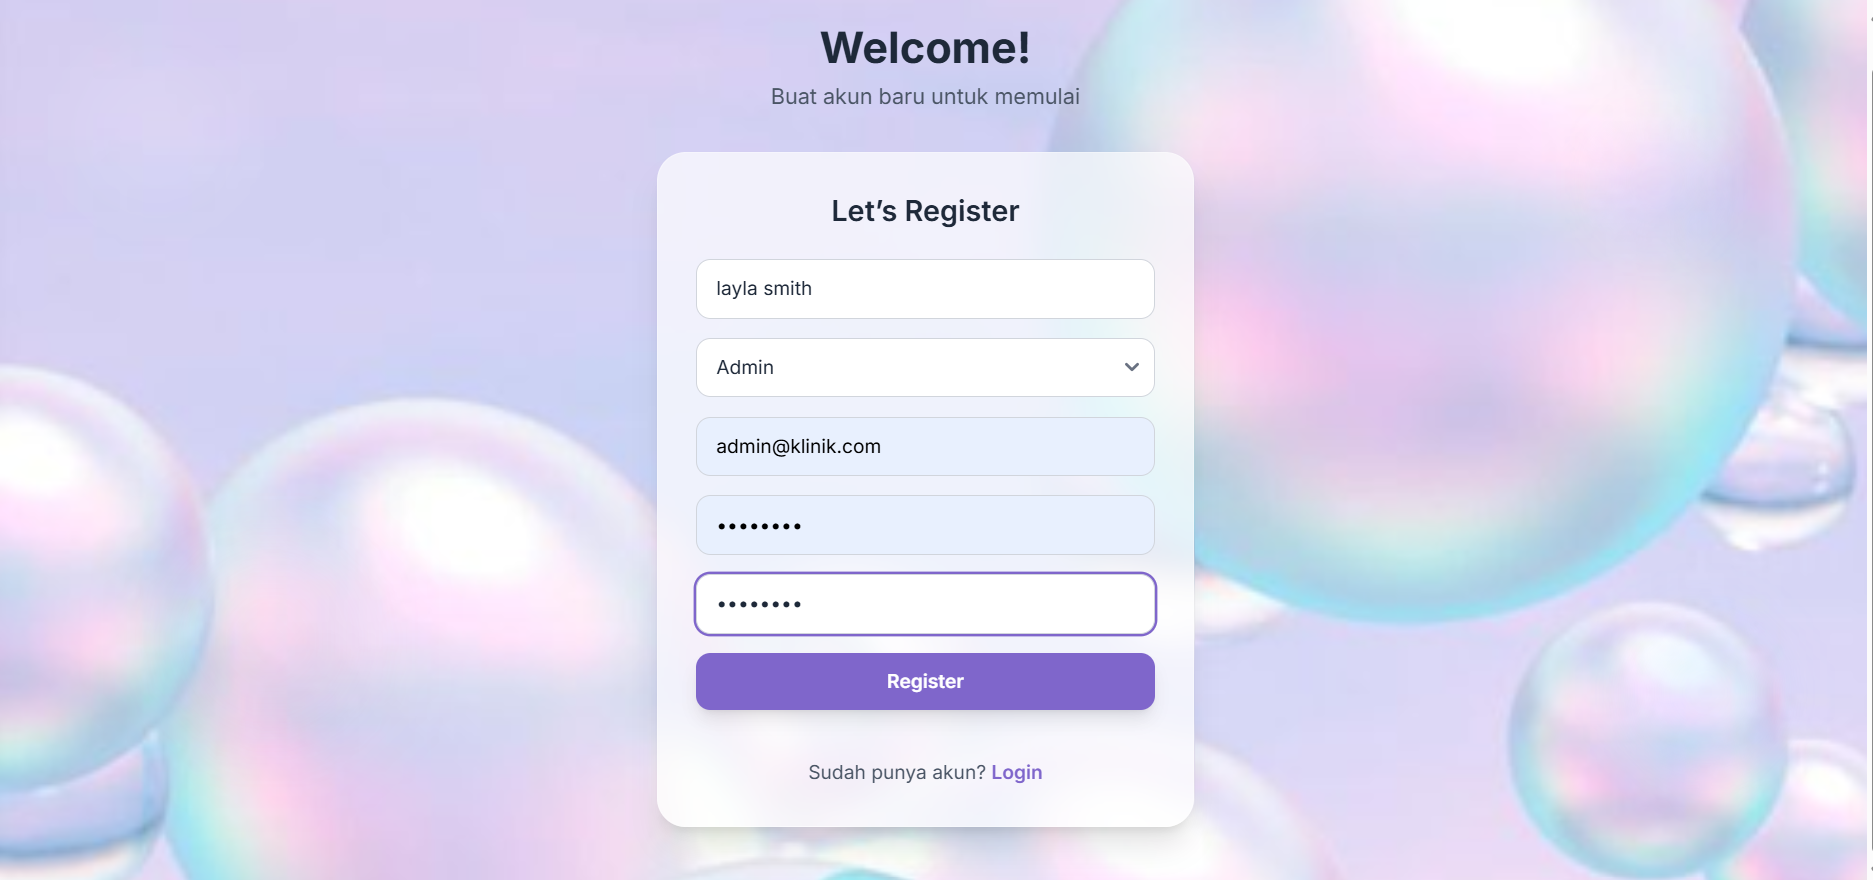 Welcome!
Buat akun baru untuk memulai
Let’s Register
layla smith
Admin
admin@klinik.com
••••••••
••••••••
Register
Sudah punya akun? Login